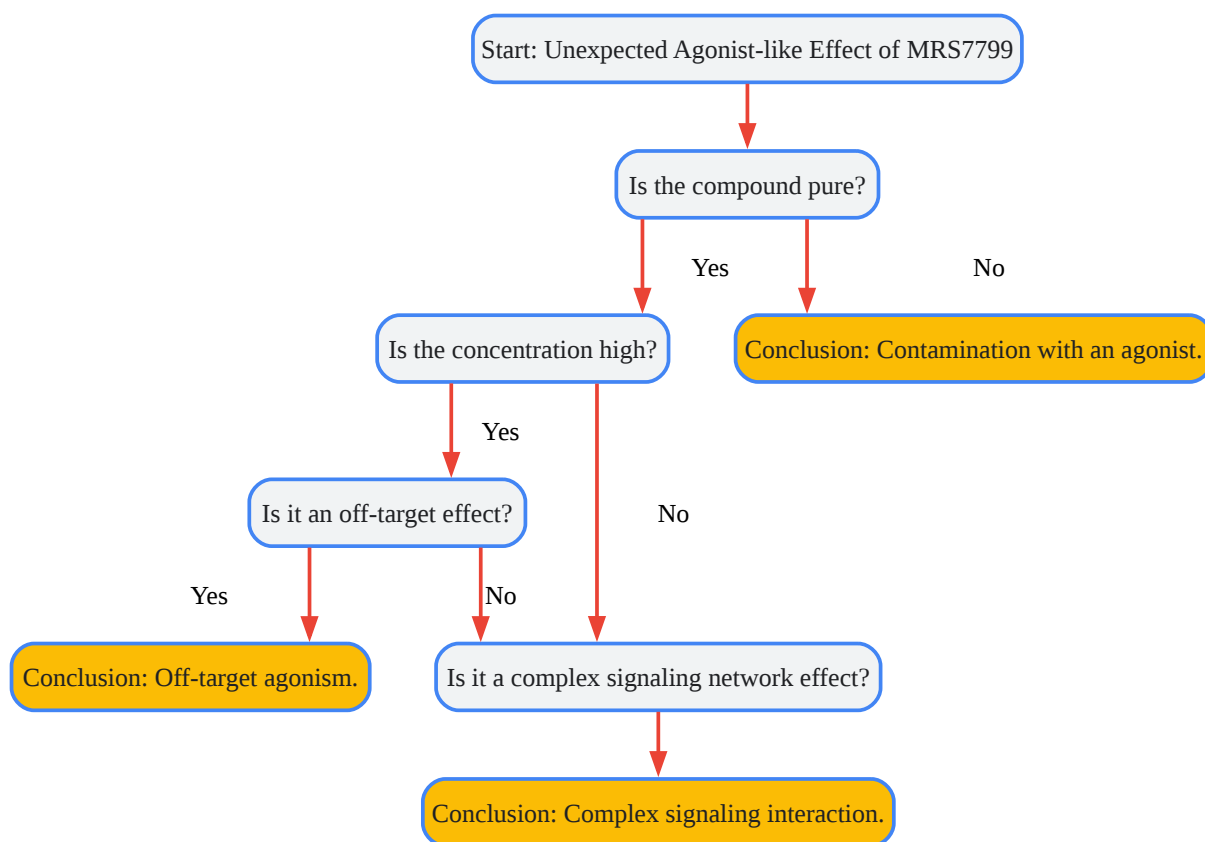 Start: Unexpected Agonist-like Effect of MRS7799
Is the compound pure?
Yes
No
Is the concentration high?
Conclusion: Contamination with an agonist.
Yes
Is it an off-target effect?
No
Yes
No
Conclusion: Off-target agonism.
Is it a complex signaling network effect?
Conclusion: Complex signaling interaction.